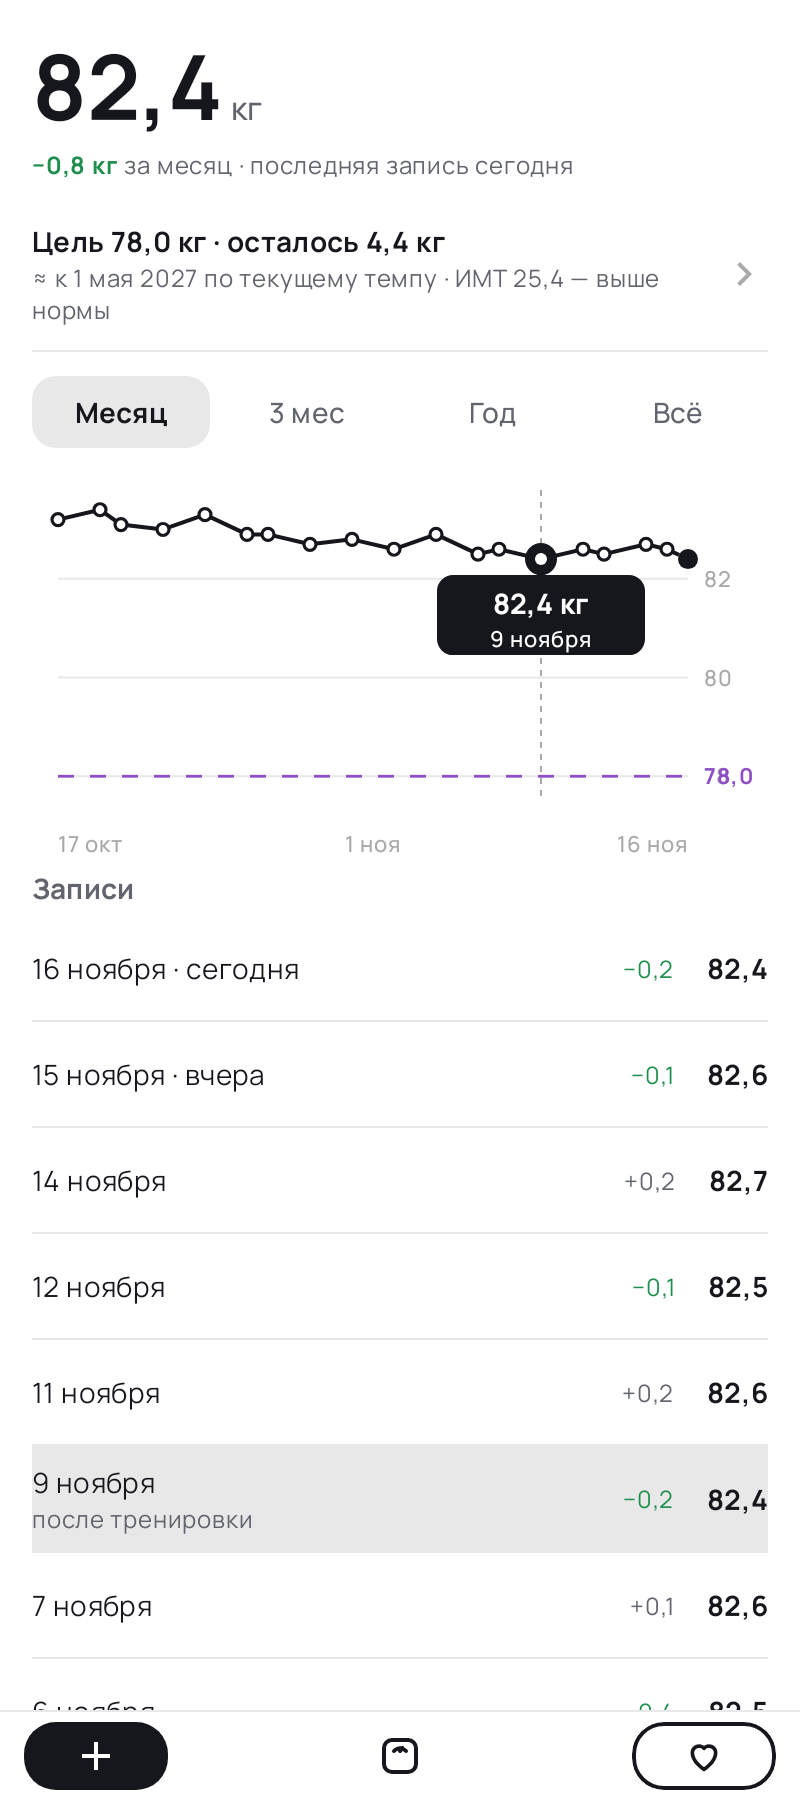 82,4 кг
−0,8 кг за месяц · последняя запись сегодня
Цель 78,0 кг · осталось 4,4 кг
≈ к 1 мая 2027 по текущему темпу · ИМТ 25,4 — выше
нормы
Месяц 3 мес Год Всё
82
82,4 кг
9 ноября
80
78,0
17 окт 1 ноя 16 ноя
Записи
16 ноября · сегодня −0,2 82,4
15 ноября · вчера −0,1 82,6
14 ноября +0,2 82,7
12 ноября −0,1 82,5
11 ноября +0,2 82,6
9 ноября −0,2 82,4
после тренировки
7 ноября +0,1 82,6
6 ноября 82,5